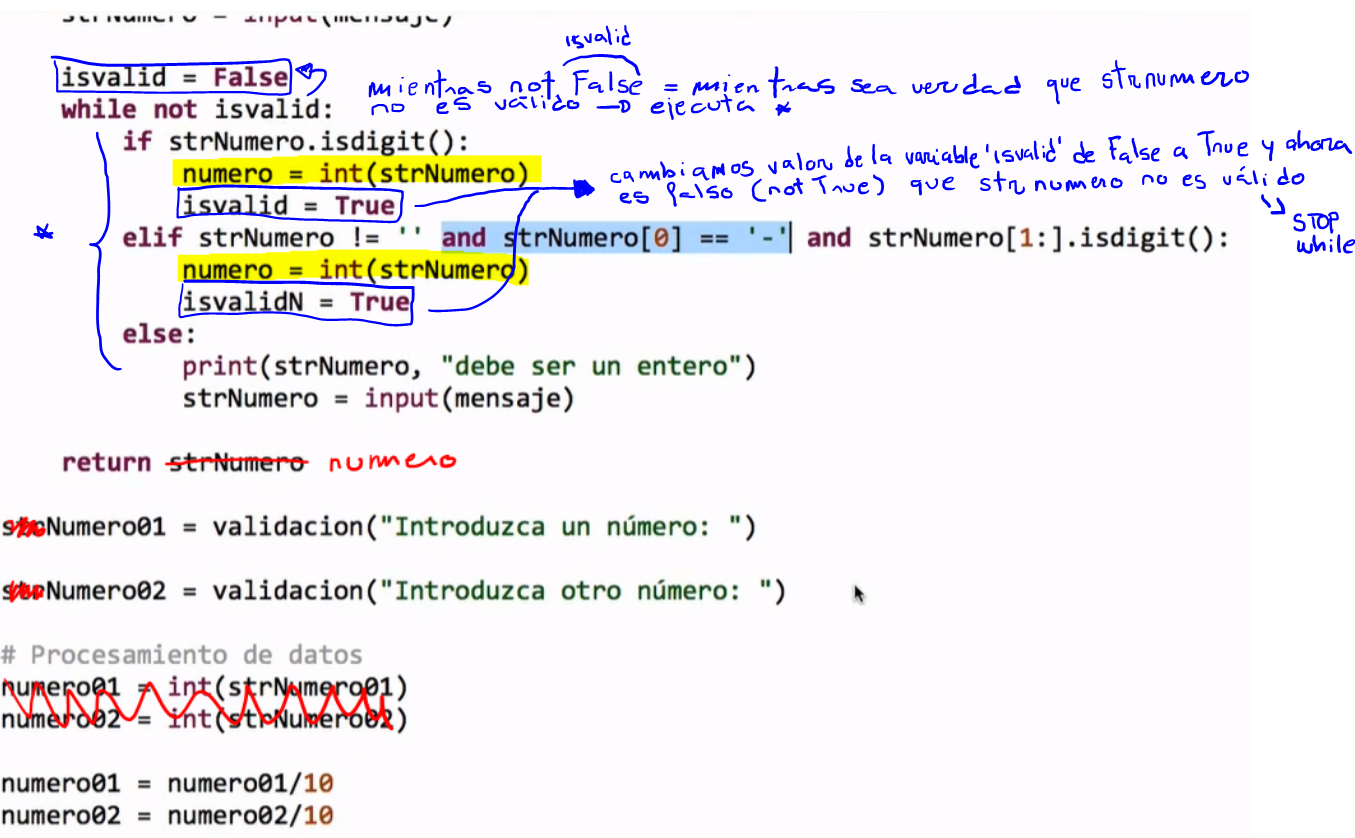 strNumero = input(mensaje)
isvalid
isvalid = False
mientras not False = mientras sea verdad que strnumero
no es válido → ejecuta *
while not isvalid:
if strNumero.isdigit():
numero = int(strNumero)
cambiamos valor de la variable 'isvalid' de False a True y ahora
es falso (not True) que strnumero no es válido
isvalid = True
STOP
while
*
elif strNumero != '' and strNumero[0] == '-' and strNumero[1:].isdigit():
numero = int(strNumero)
isvalidN = True
else:
print(strNumero, "debe ser un entero")
strNumero = input(mensaje)
return strNumero numero
strNumero01 = validacion("Introduzca un número: ")
strNumero02 = validacion("Introduzca otro número: ")
# Procesamiento de datos
numero01 = int(strNumero01)
numero02 = int(strNumero02)
numero01 = numero01/10
numero02 = numero02/10